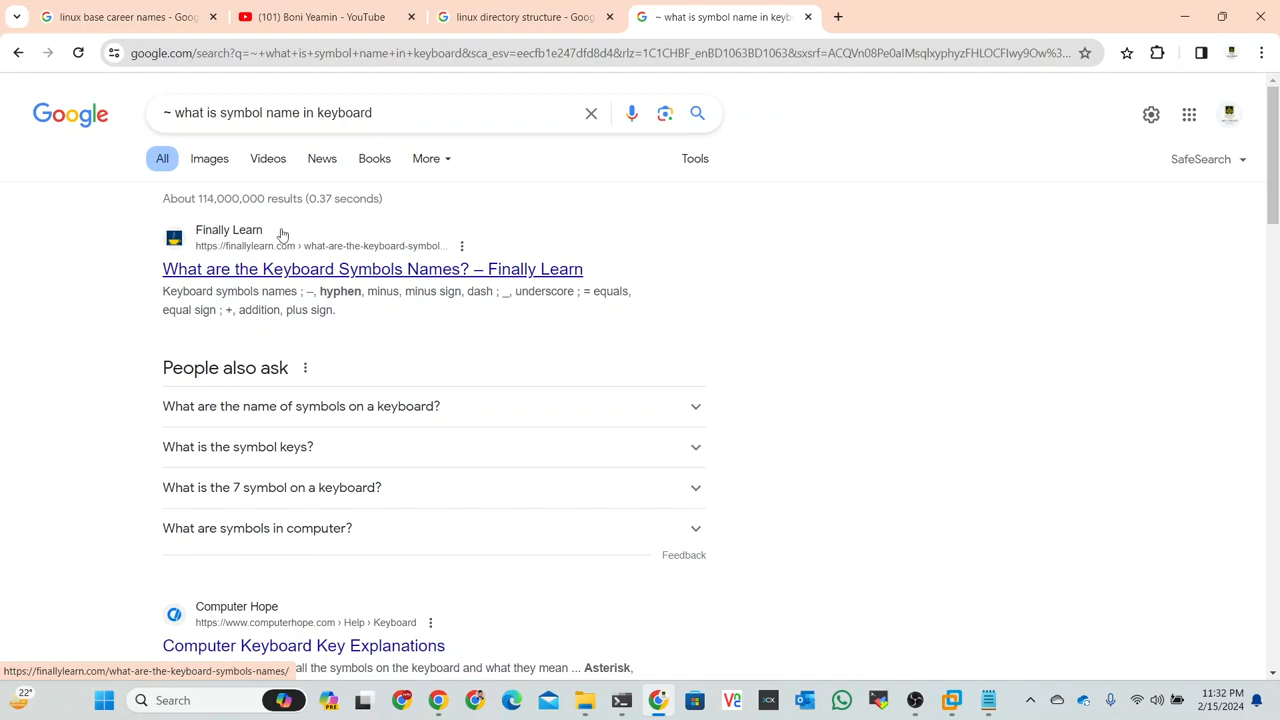 linux base career names - Goog
(101) Boni Yeamin - YouTube
linux directory structure - Goog
~ what is symbol name in keyb
google.com/search?q=~+what+is+symbol+name+in+keyboard&sca_esv=eecfb1e247dfd8d4&rlz=1C1CHBF_enBD1063BD1063&sxsrf=ACQVn08Pe0aIMsqIxyphyzFHLOCFIwy9Ow%3...
Google
~ what is symbol name in keyboard
All
Images
Videos
News
Books
More
Tools
SafeSearch
About 114,000,000 results (0.37 seconds)
Finally Learn
https://finallylearn.com › what-are-the-keyboard-symbol...
What are the Keyboard Symbols Names? – Finally Learn
Keyboard symbols names ; –, hyphen, minus, minus sign, dash ; _, underscore ; = equals,
equal sign ; +, addition, plus sign.
People also ask
What are the name of symbols on a keyboard?
What is the symbol keys?
What is the 7 symbol on a keyboard?
What are symbols in computer?
Feedback
Computer Hope
https://www.computerhope.com › Help › Keyboard
Computer Keyboard Key Explanations
all the symbols on the keyboard and what they mean ... Asterisk,
https://finallylearn.com/what-are-the-keyboard-symbols-names/
22°
Search
11:32 PM
2/15/2024